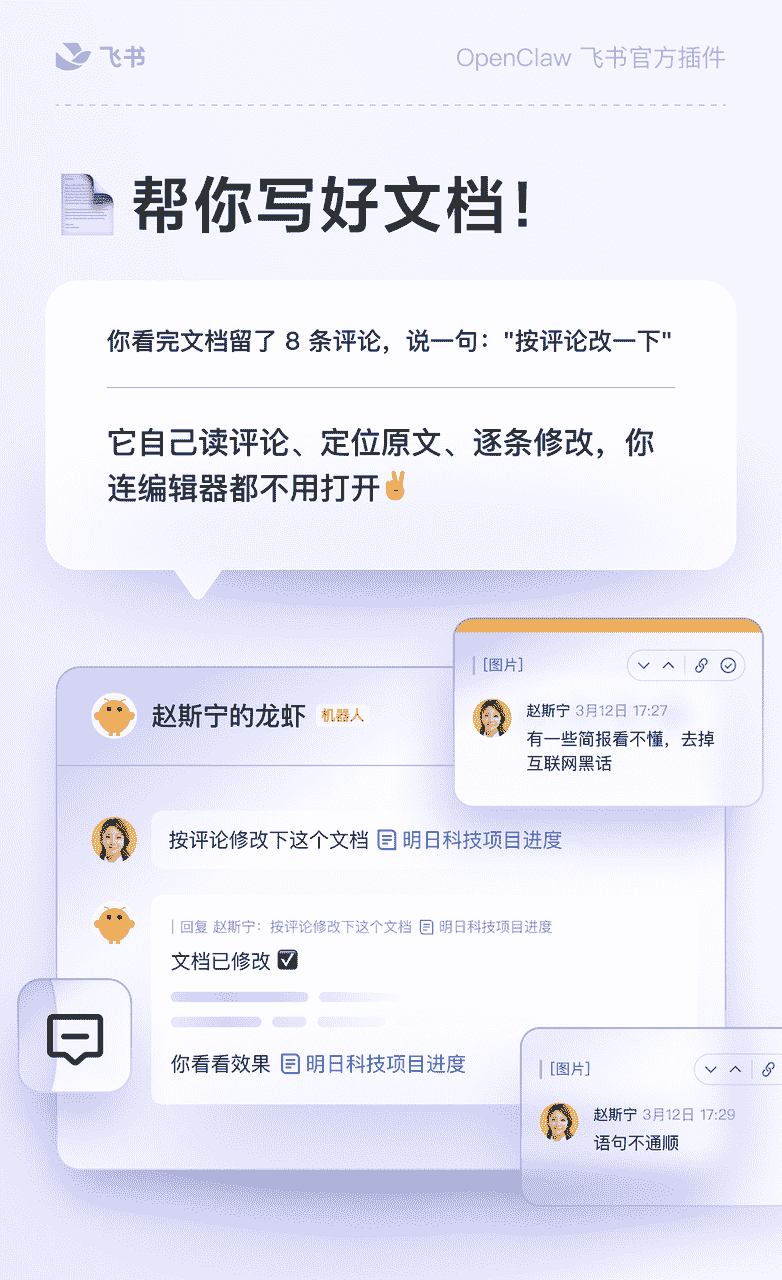 飞书
OpenClaw 飞书官方插件
帮你写好文档！
你看完文档留了 8 条评论，说一句："按评论改一下"
它自己读评论、定位原文、逐条修改，你
连编辑器都不用打开✌️
[图片]
赵斯宁 3月12日 17:27
有一些简报看不懂，去掉
互联网黑话
赵斯宁的龙虾 机器人
按评论修改下这个文档 明日科技项目进度
| 回复 赵斯宁：按评论修改下这个文档 明日科技项目进度
文档已修改 ✅
你看看效果 明日科技项目进度
[图片]
赵斯宁 3月12日 17:29
语句不通顺